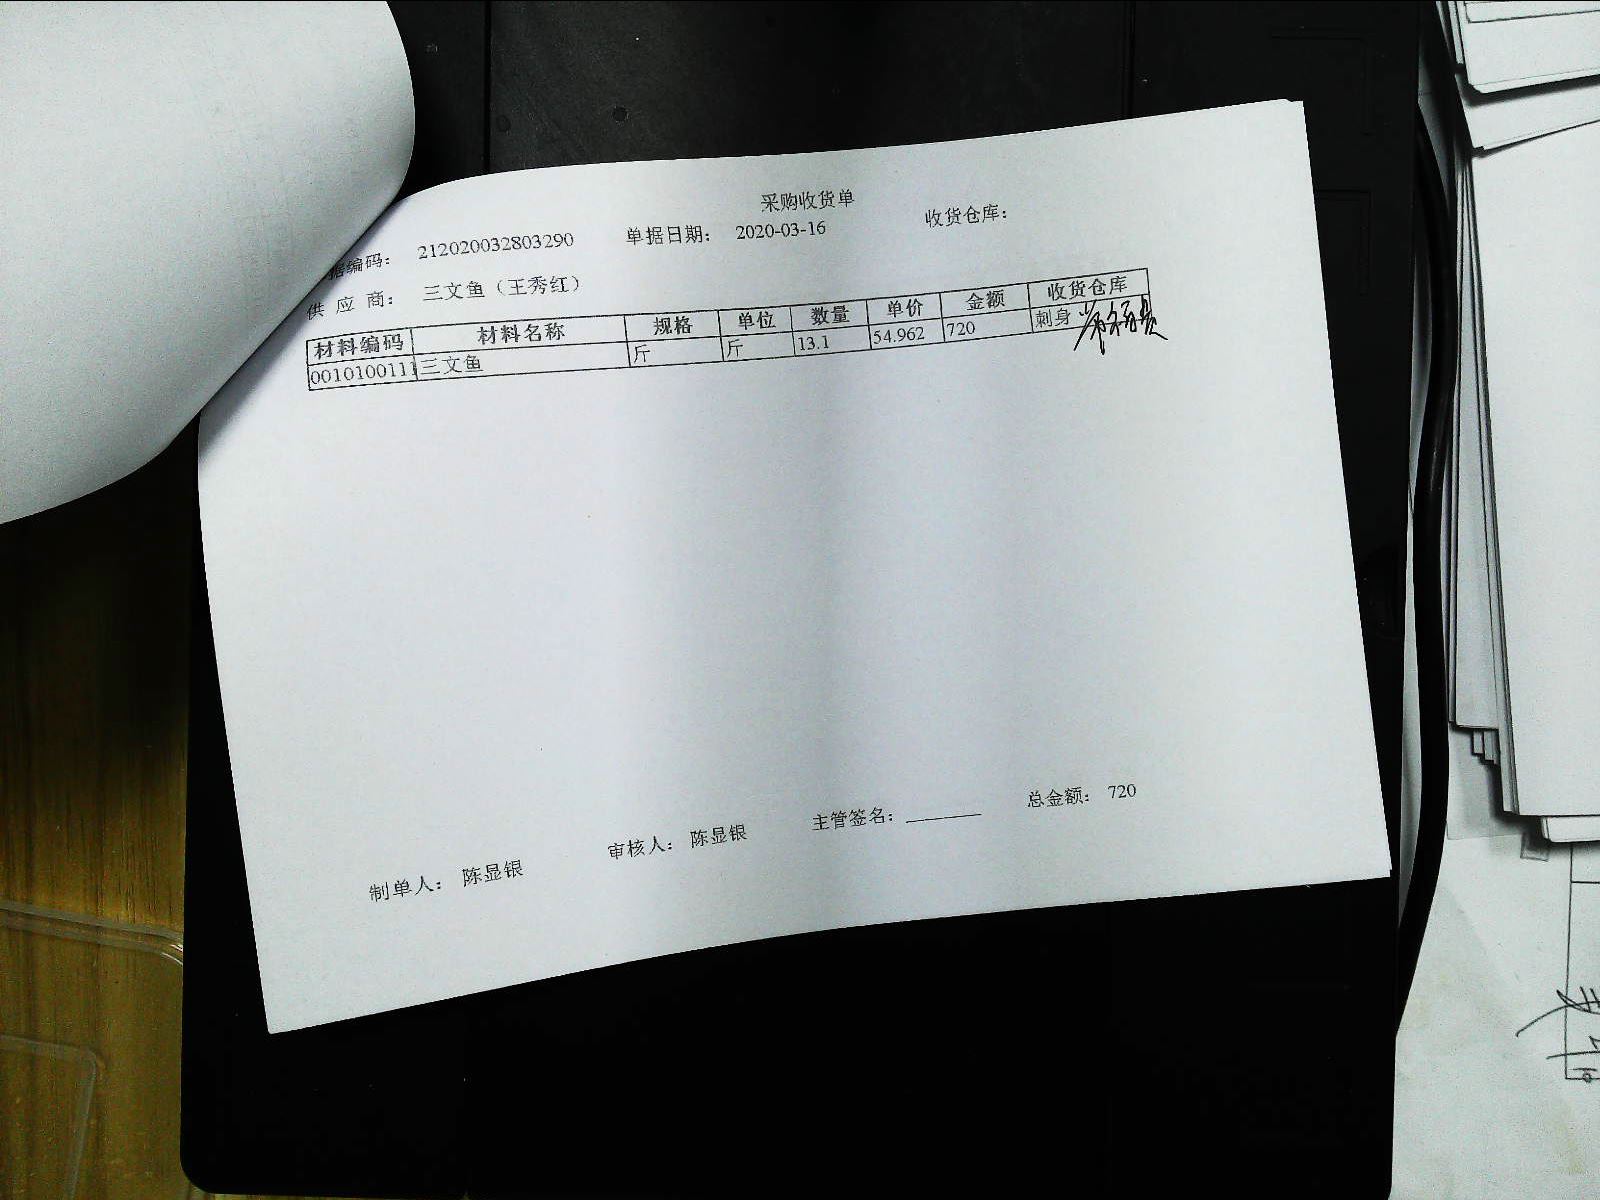 采购收货单
据编码： 212020032803290 单据日期： 2020-03-16 收货仓库：
供应商： 三文鱼（王秀红）
材料编码 材料名称 规格 单位 数量 单价 金额 收货仓库
0010100111 三文鱼 斤 斤 13.1 54.962 720 刺身
制单人： 陈显银 审核人： 陈显银 主管签名： 总金额： 720